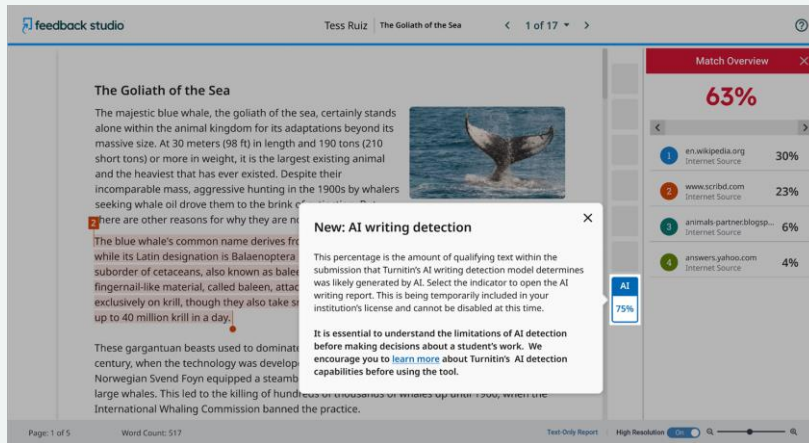 feedback studio
Tess Ruiz
The Goliath of the Sea
1 of 17
Match Overview
63%
1
en.wikipedia.org
Internet Source
30%
2
www.scribd.com
Internet Source
23%
3
animals-partner.blogsp...
Internet Source
6%
4
answers.yahoo.com
Internet Source
4%
The Goliath of the Sea
The majestic blue whale, the goliath of the sea, certainly stands
alone within the animal kingdom for its adaptations beyond its
massive size. At 30 meters (98 ft) in length and 190 tons (210
short tons) or more in weight, it is the largest existing animal
and the heaviest that has ever existed. Despite their
incomparable mass, aggressive hunting in the 1900s by whalers
seeking whale oil drove them to the brink
2
there are other reasons for why they are
The blue whale's common name derives
while its Latin designation is Balaenoptera
suborder of cetaceans, also known as
fingernail-like material, called baleen,
exclusively on krill, though they also take
up to 40 million krill in a day.
These gargantuan beasts used to
century, when the technology was
Norwegian Svend Foyn equipped a
large whales. This led to the killing of hundreds of thousands of whales up until 1966, when the
International Whaling Commission banned the practice.
New: AI writing detection
This percentage is the amount of qualifying text within the
submission that Turnitin's AI writing detection model determines
was likely generated by AI. Select the indicator to open the AI
writing report. This is being temporarily included in your
institution's license and cannot be disabled at this time.
It is essential to understand the limitations of AI detection
before making decisions about a student's work. We
encourage you to learn more about Turnitin's AI detection
capabilities before using the tool.
AI
75%
Page: 1 of 5
Word Count: 517
Text-Only Report
High Resolution
On